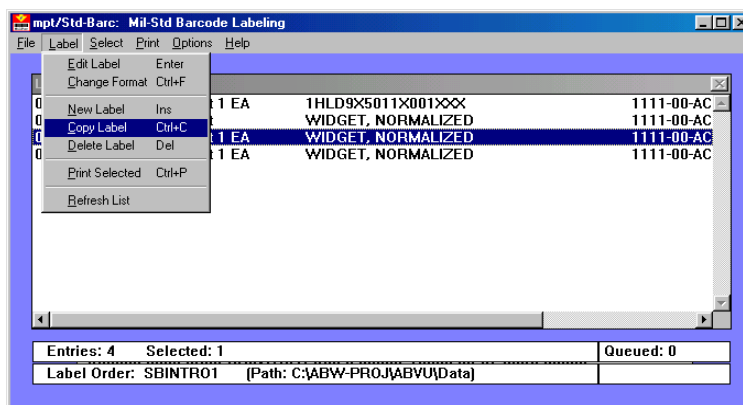 mpt/Std-Barc: Mil-Std Barcode Labeling
File Label Select Print Options Help
Edit Label Enter
Change Format Ctrl+F
New Label Ins
Copy Label Ctrl+C
Delete Label Del
Print Selected Ctrl+P
Refresh List
1 EA 1HLD9X5011X001XXX 1111-00-AC
WIDGET, NORMALIZED 1111-00-AC
1 EA WIDGET, NORMALIZED 1111-00-AC
1 EA WIDGET, NORMALIZED 1111-00-AC
Entries: 4 Selected: 1 Queued: 0
Label Order: SBINTRO1 (Path: C:\ABW-PROJ\ABVU\Data)